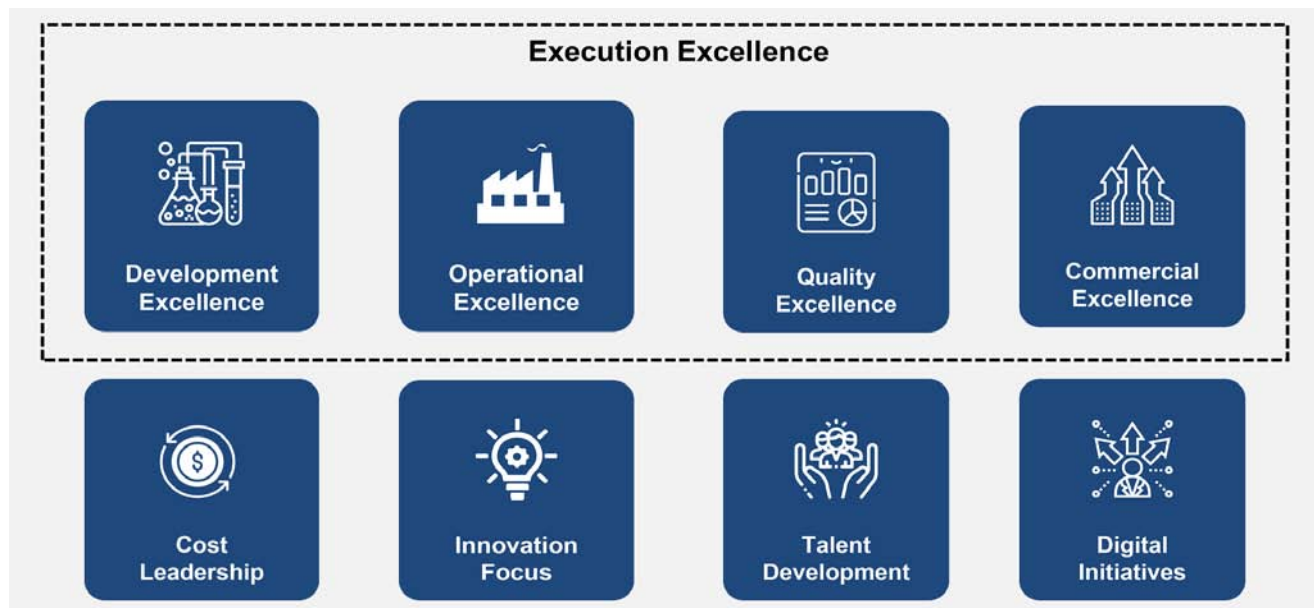 Execution Excellence
Development
Excellence
Operational
Excellence
Quality
Excellence
Commercial
Excellence
Cost
Leadership
Innovation
Focus
Talent
Development
Digital
Initiatives